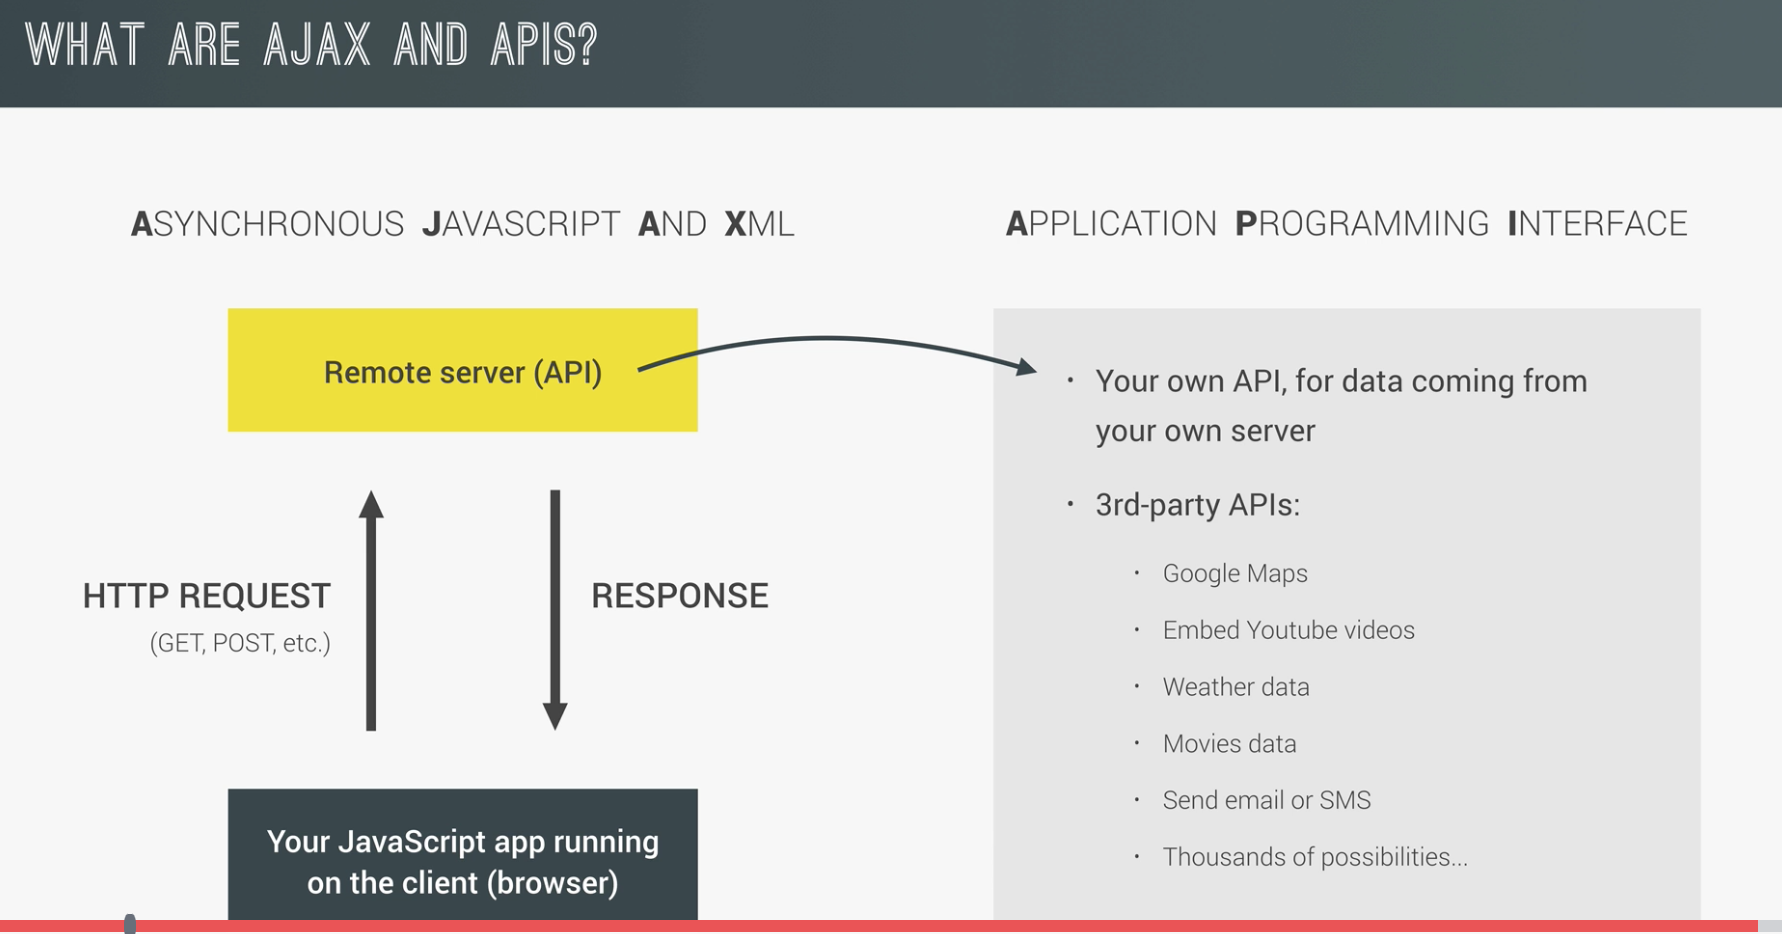 WHAT ARE AJAX AND APIS?
ASYNCHRONOUS JAVASCRIPT AND XML
Remote server (API)
HTTP REQUEST
(GET, POST, etc.)
RESPONSE
Your JavaScript app running
on the client (browser)
APPLICATION PROGRAMMING INTERFACE
· Your own API, for data coming from
your own server
· 3rd-party APIs:
· Google Maps
· Embed Youtube videos
· Weather data
· Movies data
· Send email or SMS
· Thousands of possibilities...